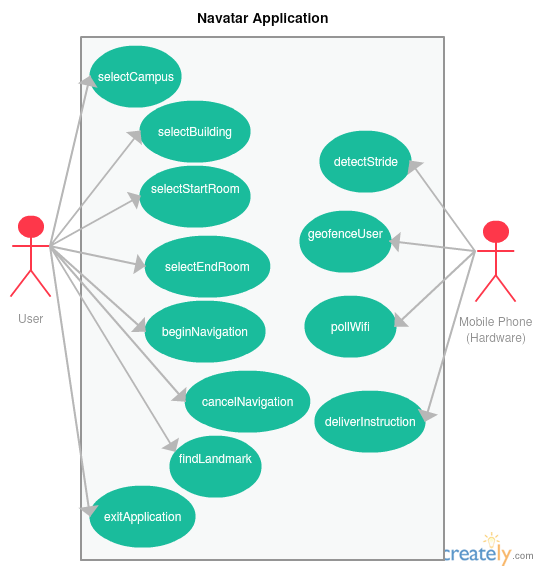 Navatar Application
selectCampus
selectBuilding
detectStride
selectStartRoom
geofenceUser
selectEndRoom
User
Mobile Phone
(Hardware)
beginNavigation
pollWifi
cancelNavigation
deliverInstruction
findLandmark
exitApplication
creately.com